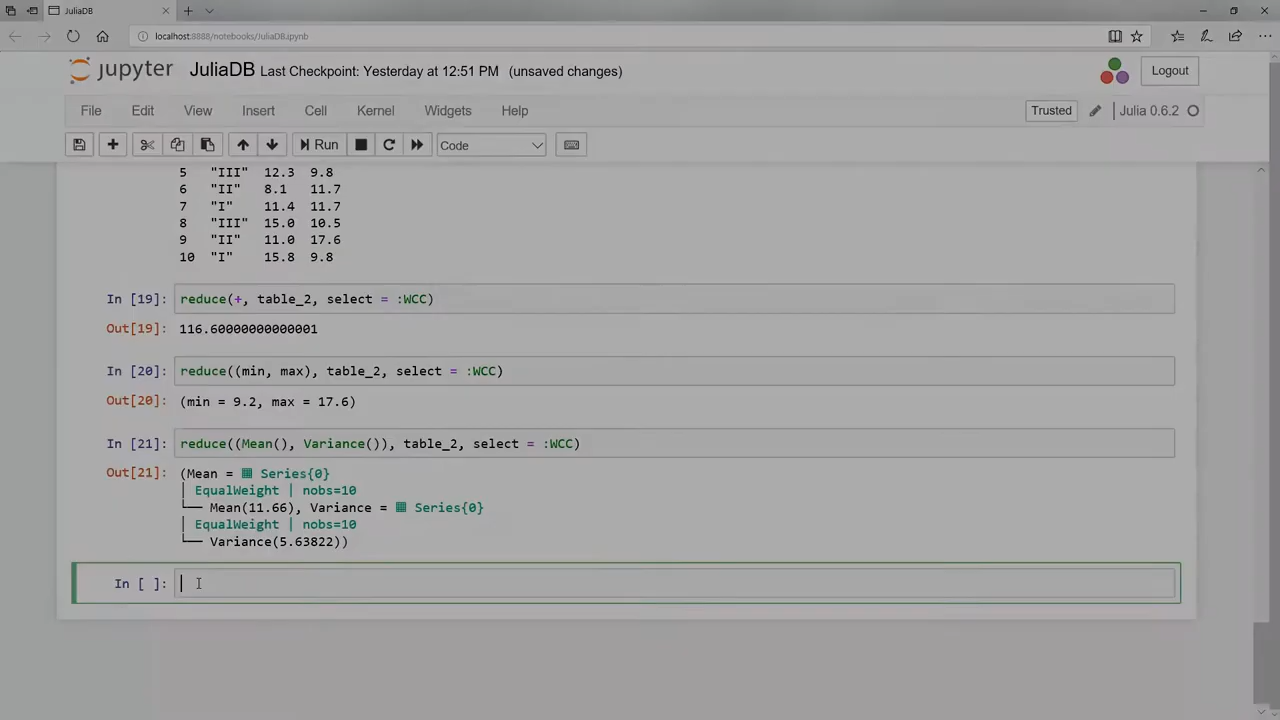 JuliaDB
localhost:8888/notebooks/JuliaDB.ipynb
jupyter JuliaDB Last Checkpoint: Yesterday at 12:51 PM (unsaved changes) Logout
File Edit View Insert Cell Kernel Widgets Help Trusted Julia 0.6.2
Run Code
5 "III" 12.3 9.8
6 "II" 8.1 11.7
7 "I" 11.4 11.7
8 "III" 15.0 10.5
9 "II" 11.0 17.6
10 "I" 15.8 9.8
In [19]: reduce(+, table_2, select = :WCC)
Out[19]: 116.60000000000001
In [20]: reduce((min, max), table_2, select = :WCC)
Out[20]: (min = 9.2, max = 17.6)
In [21]: reduce((Mean(), Variance()), table_2, select = :WCC)
Out[21]: (Mean = ▦ Series{0}
│ EqualWeight | nobs=10
└── Mean(11.66), Variance = ▦ Series{0}
│ EqualWeight | nobs=10
└── Variance(5.63822))
In [ ]: